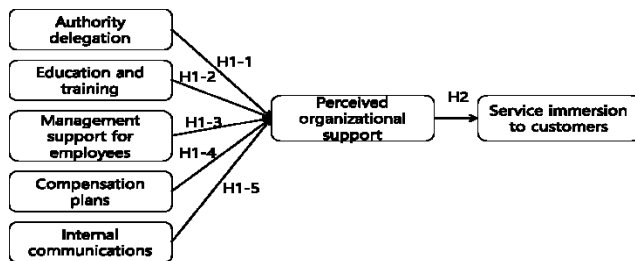 Authority
delegation
H1-1
Education and
training
H1-2
Management
support for
employees
H1-3
H1-4
Compensation
plans
H1-5
Internal
communications
Perceived
organizational
support
H2
Service immersion
to customers